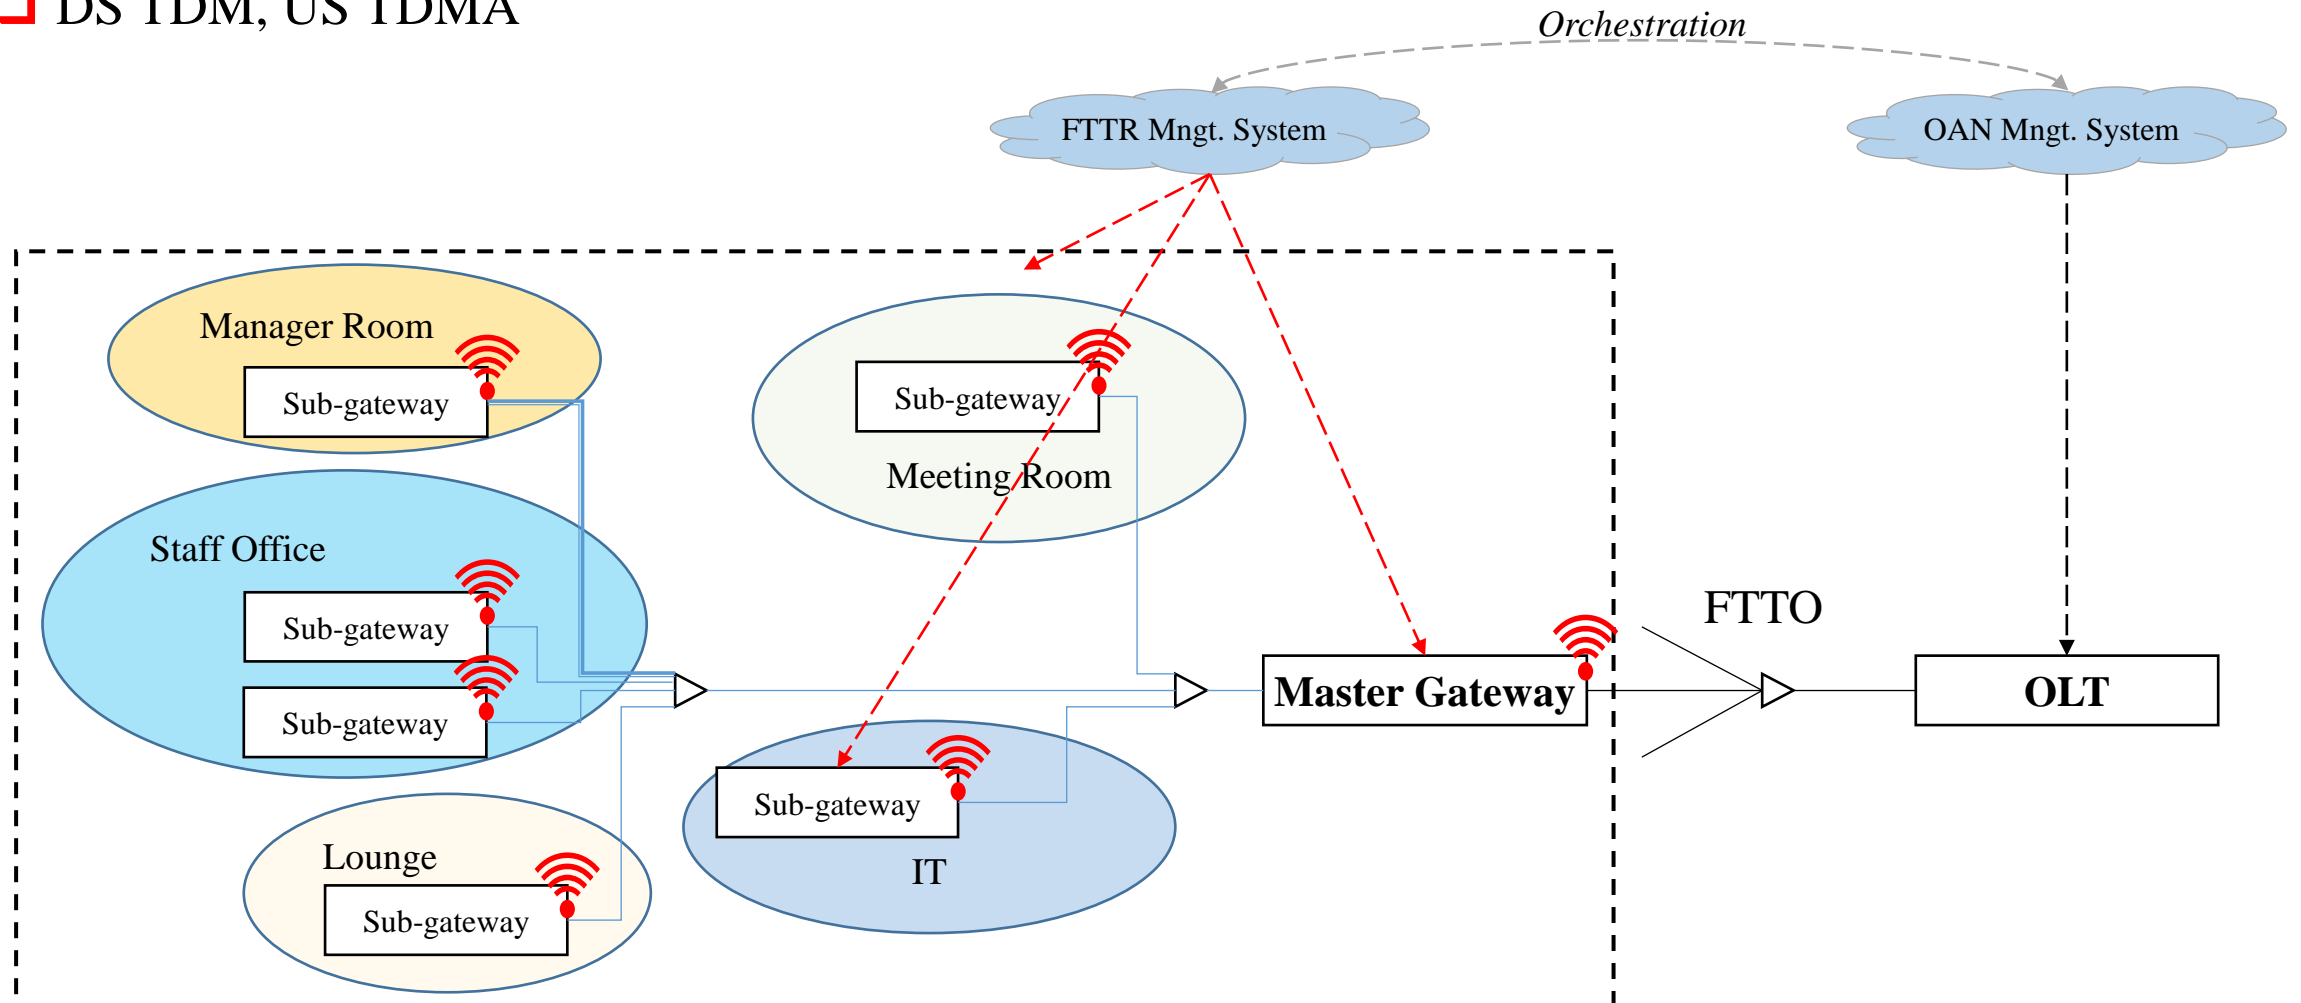 DS TDM, US TDMA
Orchestration
FTTR Mngt. System
OAN Mngt. System
Manager Room
Sub-gateway
Sub-gateway
Meeting Room
Staff Office
Sub-gateway
Sub-gateway
FTTO
Master Gateway
OLT
Sub-gateway
IT
Lounge
Sub-gateway